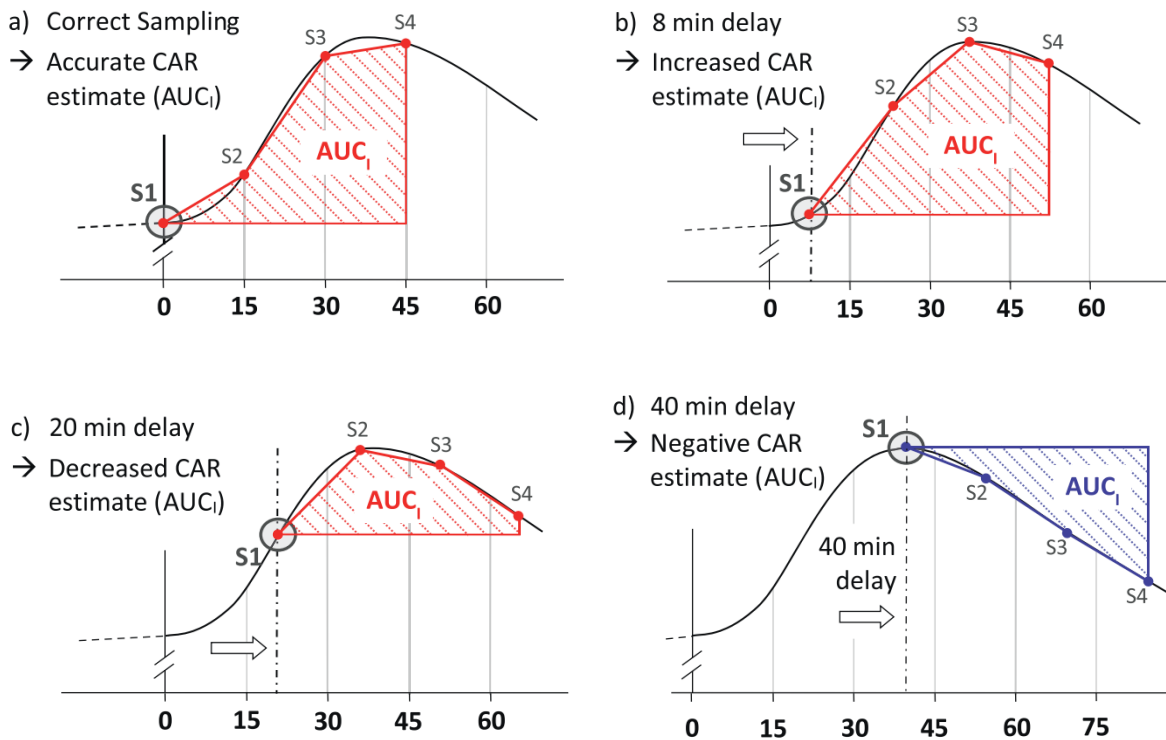 a) Correct Sampling
→ Accurate CAR
estimate (AUCI)
S1
S2
S3
S4
AUCI
0 15 30 45 60
b) 8 min delay
→ Increased CAR
estimate (AUCI)
S1
S2
S3
S4
AUCI
0 15 30 45 60
c) 20 min delay
→ Decreased CAR
estimate (AUCI)
S1
S2
S3
S4
AUCI
0 15 30 45 60
d) 40 min delay
→ Negative CAR
estimate (AUCI)
S1
S2
S3
S4
AUCI
40 min
delay
0 15 30 45 60 75